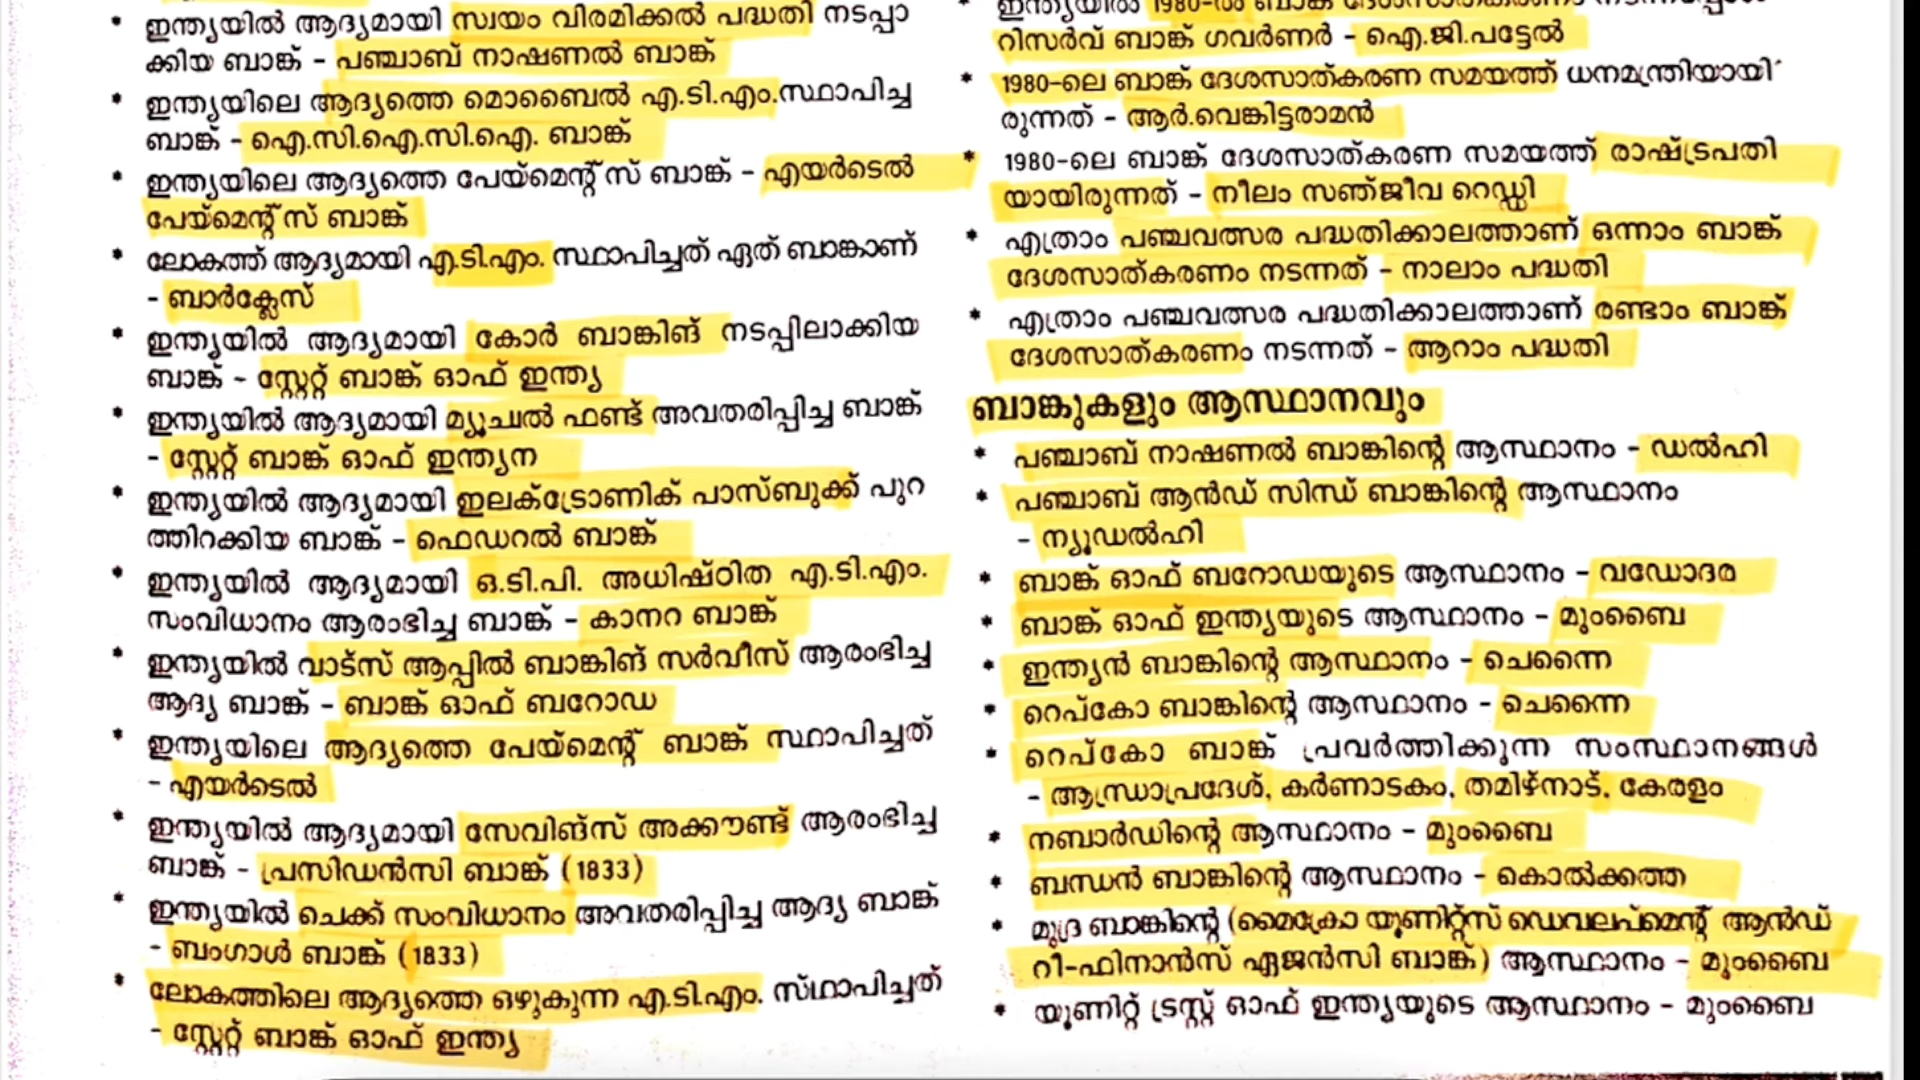 * ഇന്ത്യയിൽ ആദ്യമായി സ്വയം വിരമിക്കൽ പദ്ധതി നടപ്പാ
ക്കിയ ബാങ്ക് - പഞ്ചാബ് നാഷണൽ ബാങ്ക്
* ഇന്ത്യയിലെ ആദ്യത്തെ മൊബൈൽ എ.ടി.എം.സ്ഥാപിച്ച
ബാങ്ക് - ഐ.സി.ഐ.സി.ഐ. ബാങ്ക്
* ഇന്ത്യയിലെ ആദ്യത്തെ പേയ്മെന്റ്സ് ബാങ്ക് - എയർടെൽ
പേയ്മെന്റ്സ് ബാങ്ക്
* ലോകത്ത് ആദ്യമായി എ.ടി.എം. സ്ഥാപിച്ചത് ഏത് ബാങ്കാണ്
- ബാർക്ലേസ്
* ഇന്ത്യയിൽ ആദ്യമായി കോർ ബാങ്കിങ് നടപ്പിലാക്കിയ
ബാങ്ക് - സ്റ്റേറ്റ് ബാങ്ക് ഓഫ് ഇന്ത്യ
* ഇന്ത്യയിൽ ആദ്യമായി മ്യൂച്വൽ ഫണ്ട് അവതരിപ്പിച്ച ബാങ്ക്
- സ്റ്റേറ്റ് ബാങ്ക് ഓഫ് ഇന്ത്യന
* ഇന്ത്യയിൽ ആദ്യമായി ഇലക്ട്രോണിക് പാസ്ബുക്ക് പുറ
ത്തിറക്കിയ ബാങ്ക് - ഫെഡറൽ ബാങ്ക്
* ഇന്ത്യയിൽ ആദ്യമായി ഒ.ടി.പി. അധിഷ്ഠിത എ.ടി.എം.
സംവിധാനം ആരംഭിച്ച ബാങ്ക് - കാനറ ബാങ്ക്
* ഇന്ത്യയിൽ വാട്സ് ആപ്പിൽ ബാങ്കിങ് സർവീസ് ആരംഭിച്ച
ആദ്യ ബാങ്ക് - ബാങ്ക് ഓഫ് ബറോഡ
* ഇന്ത്യയിലെ ആദ്യത്തെ പേയ്മെന്റ് ബാങ്ക് സ്ഥാപിച്ചത്
- എയർടെൽ
* ഇന്ത്യയിൽ ആദ്യമായി സേവിങ്സ് അക്കൗണ്ട് ആരംഭിച്ച
ബാങ്ക് - പ്രസിഡൻസി ബാങ്ക് (1833)
* ഇന്ത്യയിൽ ചെക്ക് സംവിധാനം അവതരിപ്പിച്ച ആദ്യ ബാങ്ക്
- ബംഗാൾ ബാങ്ക് (1833)
* ലോകത്തിലെ ആദ്യത്തെ ഒഴുകുന്ന എ.ടി.എം. സ്ഥാപിച്ചത്
- സ്റ്റേറ്റ് ബാങ്ക് ഓഫ് ഇന്ത്യ
* ഇന്ത്യയിൽ 1980-ൽ ബാങ്ക് ദേശസാത്കരണം നടന്നപ്പോൾ
റിസർവ് ബാങ്ക് ഗവർണർ - ഐ.ജി.പട്ടേൽ
* 1980-ലെ ബാങ്ക് ദേശസാത്കരണ സമയത്ത് ധനമന്ത്രിയായി
രുന്നത് - ആർ.വെങ്കിട്ടരാമൻ
* 1980-ലെ ബാങ്ക് ദേശസാത്കരണ സമയത്ത് രാഷ്ട്രപതി
യായിരുന്നത് - നീലം സഞ്ജീവ റെഡ്ഡി
* എത്രാം പഞ്ചവത്സര പദ്ധതിക്കാലത്താണ് ഒന്നാം ബാങ്ക്
ദേശസാത്കരണം നടന്നത് - നാലാം പദ്ധതി
* എത്രാം പഞ്ചവത്സര പദ്ധതിക്കാലത്താണ് രണ്ടാം ബാങ്ക്
ദേശസാത്കരണം നടന്നത് - ആറാം പദ്ധതി
ബാങ്കുകളും ആസ്ഥാനവും
* പഞ്ചാബ് നാഷണൽ ബാങ്കിന്റെ ആസ്ഥാനം - ഡൽഹി
* പഞ്ചാബ് ആൻഡ് സിന്ഡ് ബാങ്കിന്റെ ആസ്ഥാനം
- ന്യൂഡൽഹി
* ബാങ്ക് ഓഫ് ബറോഡയുടെ ആസ്ഥാനം - വഡോദര
* ബാങ്ക് ഓഫ് ഇന്ത്യയുടെ ആസ്ഥാനം - മുംബൈ
* ഇന്ത്യൻ ബാങ്കിന്റെ ആസ്ഥാനം - ചെന്നൈ
* റെപ്കോ ബാങ്കിന്റെ ആസ്ഥാനം - ചെന്നൈ
* റെപ്കോ ബാങ്ക് പ്രവർത്തിക്കുന്ന സംസ്ഥാനങ്ങൾ
- ആന്ധ്രാപ്രദേശ്, കർണാടകം, തമിഴ്നാട്, കേരളം
* നബാർഡിന്റെ ആസ്ഥാനം - മുംബൈ
* ബന്ധൻ ബാങ്കിന്റെ ആസ്ഥാനം - കൊൽക്കത്ത
* മുദ്ര ബാങ്കിന്റെ (മൈക്രോ യൂണിറ്റ്സ് ഡെവലപ്മെന്റ് ആൻഡ്
റീ-ഫിനാൻസ് ഏജൻസി ബാങ്ക്) ആസ്ഥാനം - മുംബൈ
* യൂണിറ്റ് ട്രസ്റ്റ് ഓഫ് ഇന്ത്യയുടെ ആസ്ഥാനം - മുംബൈ